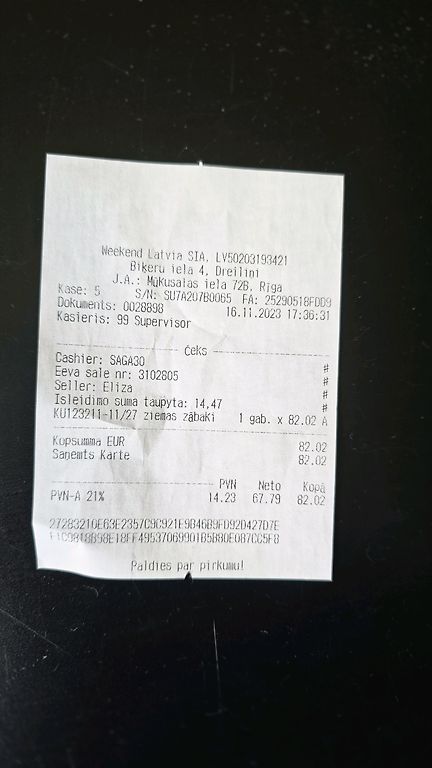 Weekend Latvia SIA, LV50203193421
Biķeru iela 4, Dreiliņi
J.A.: Mūkusalas iela 72B, Rīga
Kase: 5 S/N: SU7A207B0065 FA: 25290518FDD9
Dokuments: 0028898 16.11.2023 17:36:31
Kasieris: 99 Supervisor
čeks
Cashier: SAGA30 #
Eeva sale nr: 3102805 #
Seller: Eliza #
Isleidimo suma taupyta: 14,47 #
KU123211-11/27 ziemas zābaki 1 gab. x 82.02 A
Kopsumma EUR 82.02
Saņemts Karte 82.02
PVN Neto Kopā
PVN-A 21% 14.23 67.79 82.02
Paldies par pirkumu!